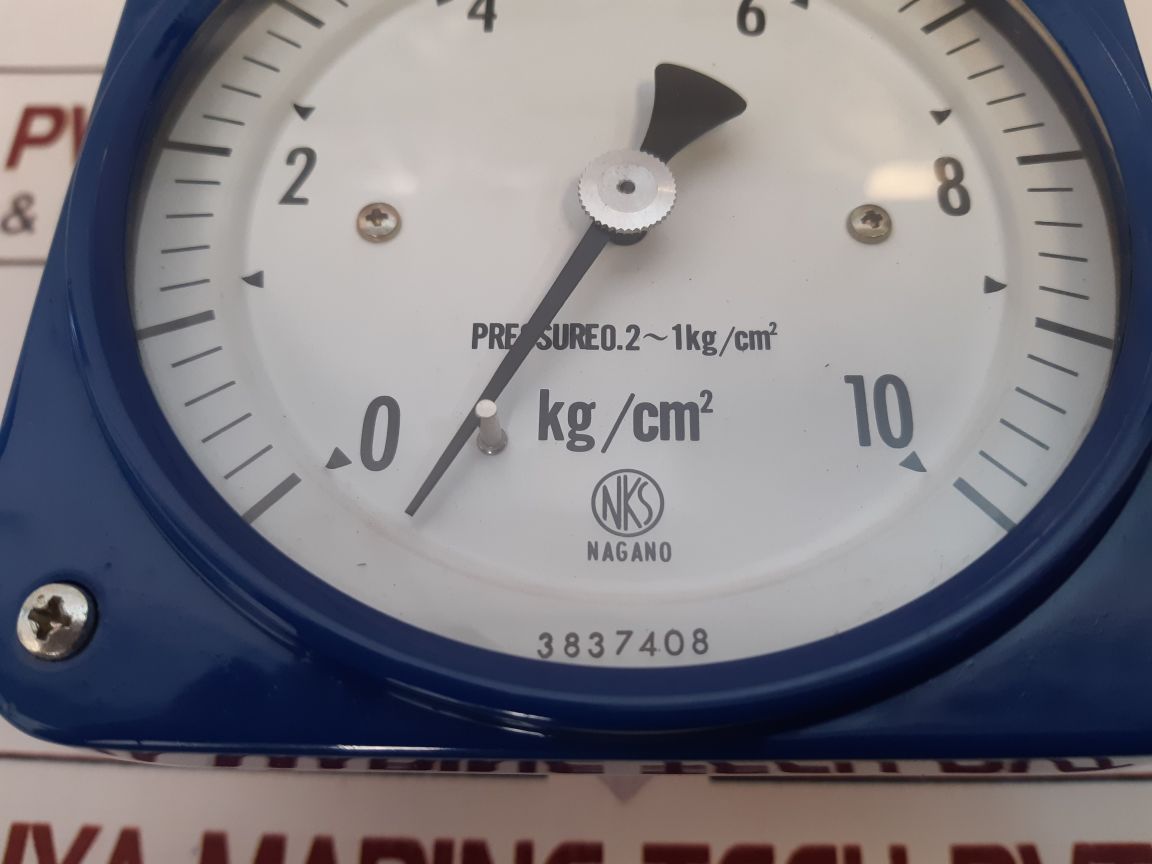 4 6
2 8
PRESSURE0.2~1kg/cm²
0 kg/cm² 10
NKS
NAGANO
3837408
&